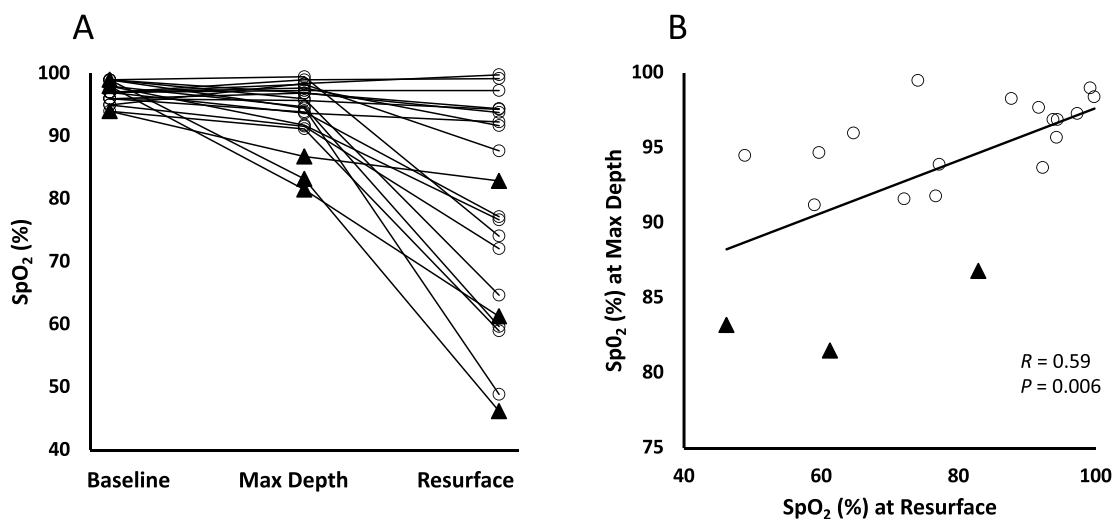 A
SpO₂ (%)
100
90
80
70
60
50
40
Baseline Max Depth Resurface
B
Sp0₂ (%) at Max Depth
100
95
90
85
80
75
R = 0.59
P = 0.006
40 60 80 100
SpO₂ (%) at Resurface